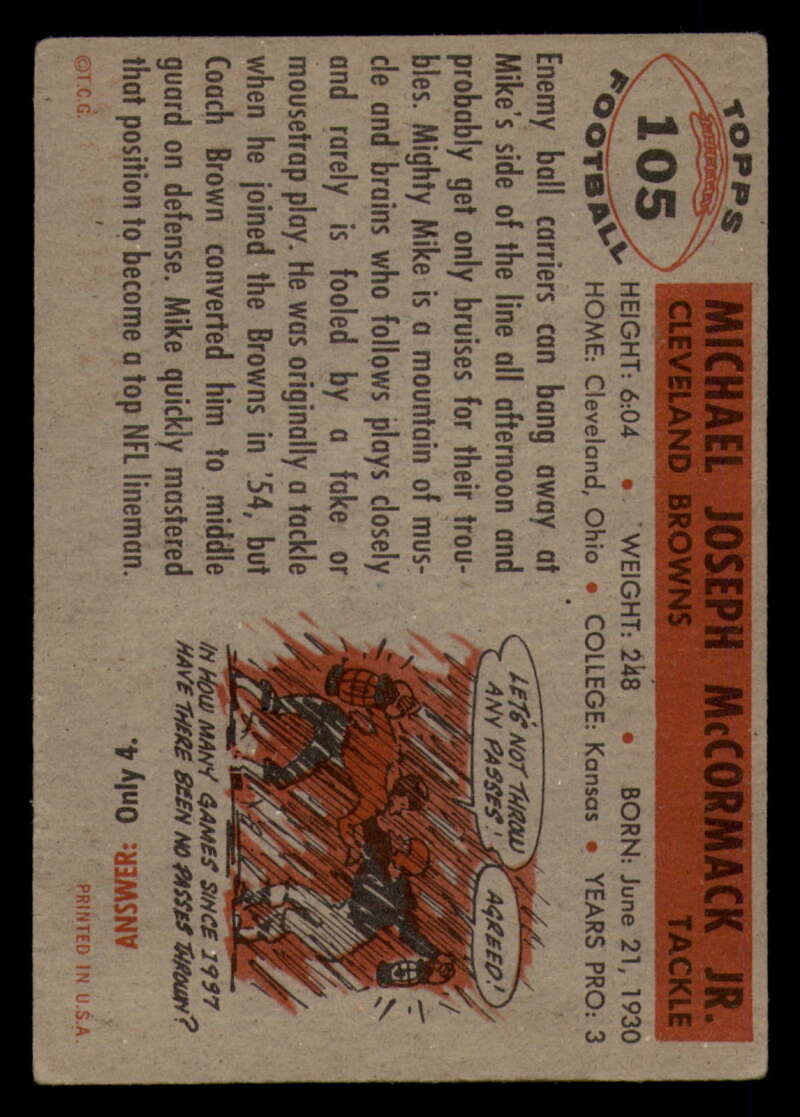 TOPPS
105
FOOTBALL
MICHAEL JOSEPH McCORMACK JR.
CLEVELAND BROWNS TACKLE
HEIGHT: 6:04 • WEIGHT: 248 • BORN: June 21, 1930
HOME: Cleveland, Ohio • COLLEGE: Kansas • YEARS PRO: 3
Enemy ball carriers can bang away at
Mike's side of the line all afternoon and
probably get only bruises for their trou-
bles. Mighty Mike is a mountain of mus-
cle and brains who follows plays closely
and rarely is fooled by a fake or
mousetrap play. He was originally a tackle
when he joined the Browns in '54, but
Coach Brown converted him to middle
guard on defense. Mike quickly mastered
that position to become a top NFL lineman.
LET'S NOT THROW
ANY PASSES!
AGREED!
IN HOW MANY GAMES SINCE 1937
HAVE THERE BEEN NO PASSES THROWN?
ANSWER: Only 4.
©T.C.G.
PRINTED IN U.S.A.